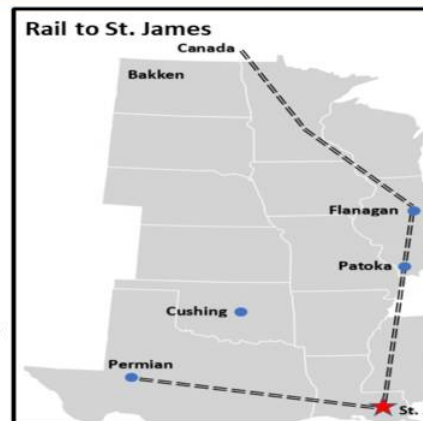 Rail to St. James
Canada
Bakken
Flanagan
Patoka
Cushing
Permian
St.